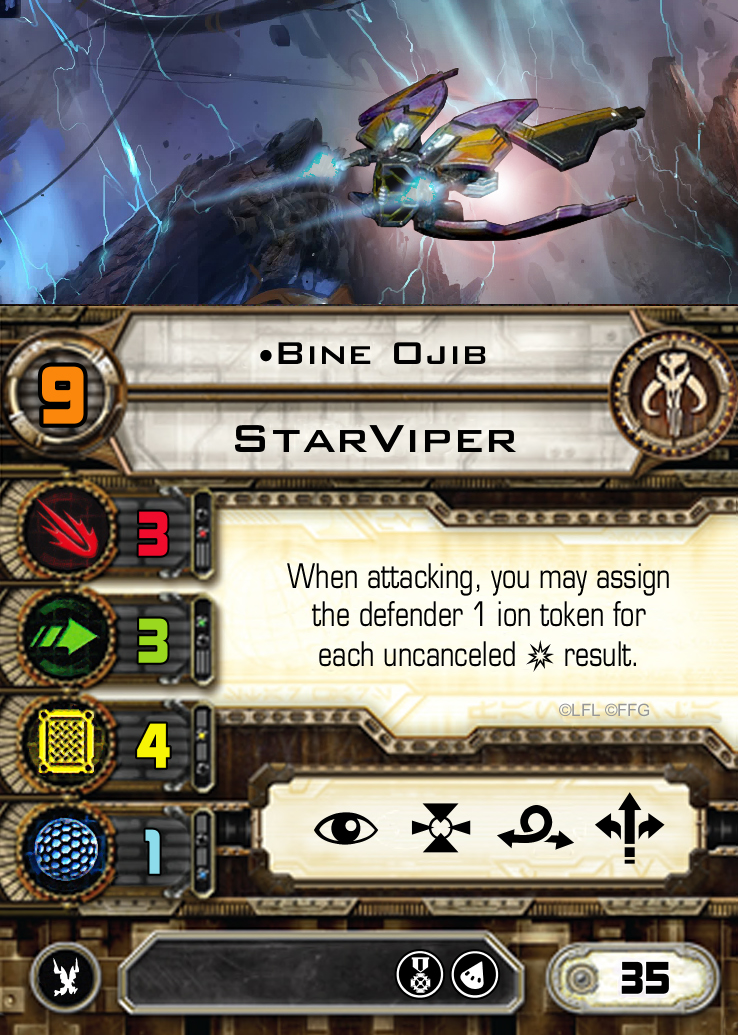 •Bine Ojib
9
StarViper
3
When attacking, you may assign
the defender 1 ion token for
each uncanceled result.
3
©LFL ©FFG
4
1
35